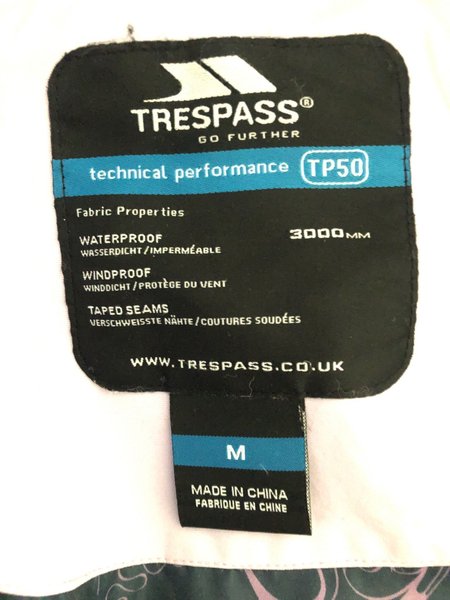 TRESPASS®
GO FURTHER
technical performance TP50
Fabric Properties
WATERPROOF 3000MM
WASSERDICHT/IMPERMÉABLE
WINDPROOF
WINDDICHT/PROTÈGE DU VENT
TAPED SEAMS
VERSCHWEISSTE NÄHTE/COUTURES SOUDÉES
WWW.TRESPASS.CO.UK
M
MADE IN CHINA
FABRIQUE EN CHINE